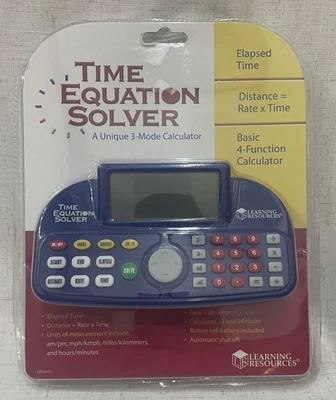 TIME
EQUATION
SOLVER
A Unique 3-Mode Calculator
Elapsed
Time
Distance =
Rate x Time
Basic
4-Function
Calculator
TIME
EQUATION
SOLVER
LEARNING
RESOURCES
START
END
ELAPSED
DISTANCE
RATE
TIME
SOLVE
7
8
9
4
5
6
1
2
3
0
• Elapsed Time
• Distance = Rate x Time
• Units of measurement include:
am/pm, mph/kmph, miles/kilometers,
and hours/minutes
• Basic Calculator:
• Calculates 12 and 24 hours
• Button cell battery included
• Automatic shut off
LEARNING
RESOURCES